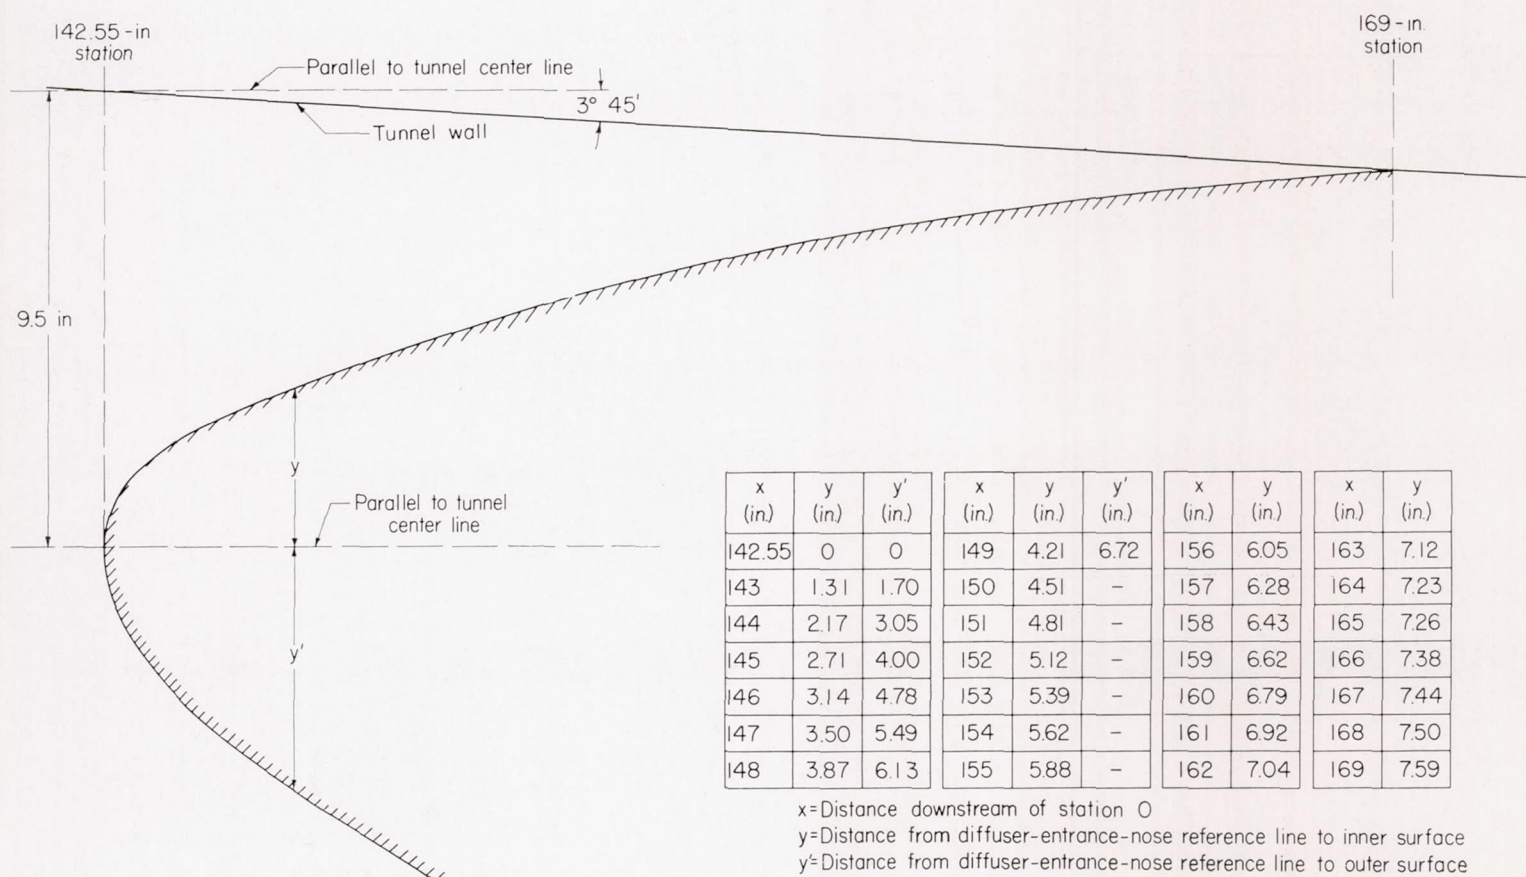 142.55-in
station
169-in.
station
Parallel to tunnel center line
3° 45'
Tunnel wall
9.5 in
y
Parallel to tunnel
center line
y'
x y y' x y y' x y x y
(in.) (in.) (in.) (in.) (in.) (in.) (in.) (in.) (in.) (in.)
142.55 0 0 149 4.21 6.72 156 6.05 163 7.12
143 1.31 1.70 150 4.51 – 157 6.28 164 7.23
144 2.17 3.05 151 4.81 – 158 6.43 165 7.26
145 2.71 4.00 152 5.12 – 159 6.62 166 7.38
146 3.14 4.78 153 5.39 – 160 6.79 167 7.44
147 3.50 5.49 154 5.62 – 161 6.92 168 7.50
148 3.87 6.13 155 5.88 – 162 7.04 169 7.59
x=Distance downstream of station 0
y=Distance from diffuser-entrance-nose reference line to inner surface
y'=Distance from diffuser-entrance-nose reference line to outer surface